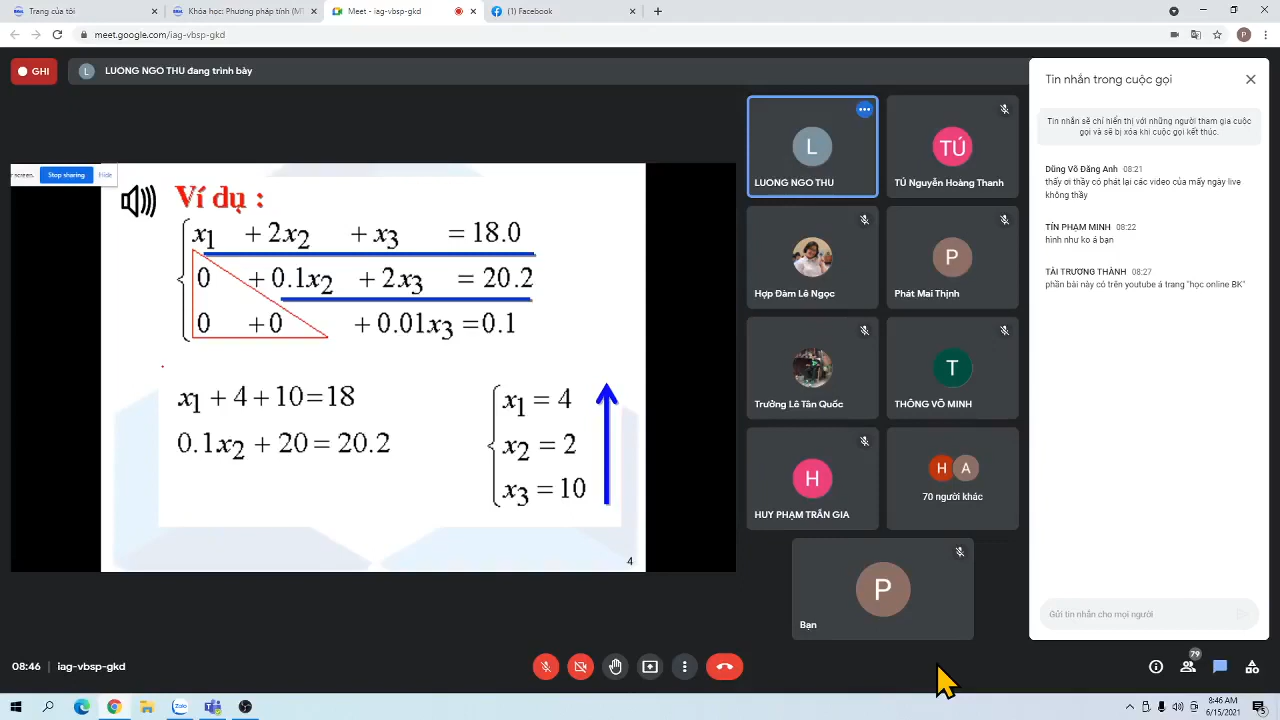 Trang của tôi
Khóa học: Phương pháp tính (MT
Meet - iag-vbsp-gkd
(1) Facebook
meet.google.com/iag-vbsp-gkd
P
GHI
L
LUONG NGO THU đang trình bày
r screen.
Stop sharing
Hide
Ví dụ :
x1 + 2x2 + x3 = 18.0
0 + 0.1x2 + 2x3 = 20.2
0 + 0 + 0.01x3 = 0.1
x1 + 4 + 10 = 18
0.1x2 + 20 = 20.2
x1 = 4
x2 = 2
x3 = 10
4
L
LUONG NGO THU
TÚ
TÚ Nguyễn Hoàng Thanh
Hợp Đàm Lê Ngọc
P
Phát Mai Thịnh
Trưởng Lê Tân Quốc
T
THÔNG VÕ MINH
H
HUY PHẠM TRẦN GIA
H A
70 người khác
P
Bạn
Tin nhắn trong cuộc gọi
Tin nhắn sẽ chỉ hiển thị với những người tham gia cuộc
gọi và sẽ bị xóa khi cuộc gọi kết thúc.
Dũng Võ Đăng Anh 08:21
thầy ơi thầy có phát lại các video của mấy ngày live
không thầy
TÍN PHẠM MINH 08:22
hình như ko á bạn
TÀI TRƯƠNG THÀNH 08:27
phần bài này có trên youtube á trang "học online BK"
Gửi tin nhắn cho mọi người
08:46 iag-vbsp-gkd
79
Zalo
8:46 AM
6/15/2021
5